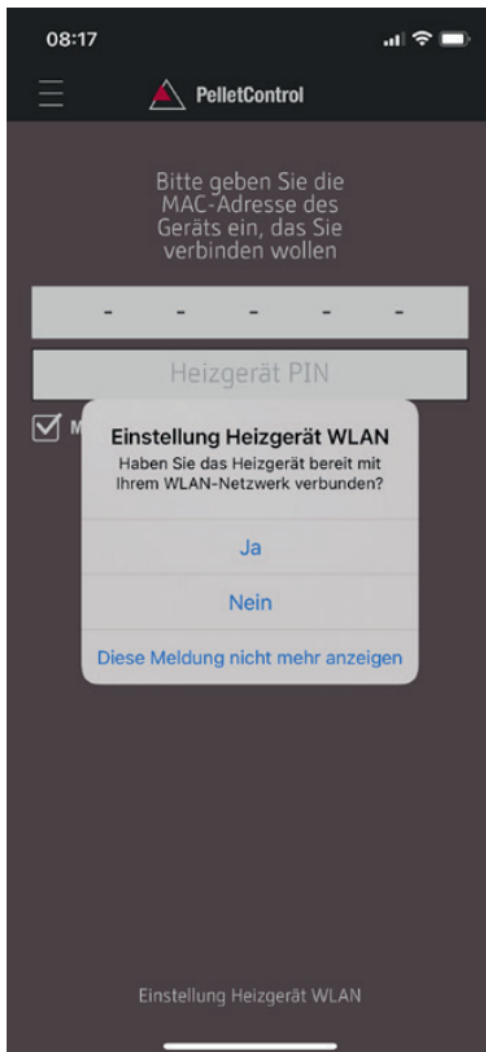 08:17
PelletControl
Bitte geben Sie die
MAC-Adresse des
Geräts ein, das Sie
verbinden wollen
- - - - -
Heizgerät PIN
M
Einstellung Heizgerät WLAN
Haben Sie das Heizgerät bereit mit
Ihrem WLAN-Netzwerk verbunden?
Ja
Nein
Diese Meldung nicht mehr anzeigen
Einstellung Heizgerät WLAN